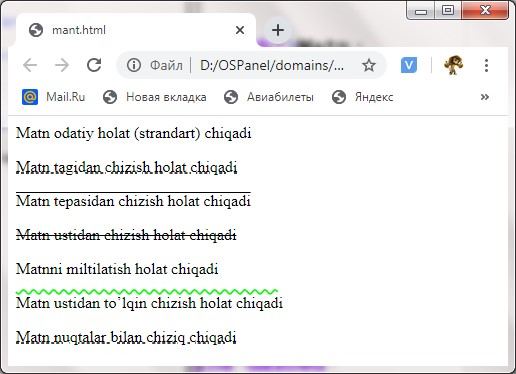 mant.html
Файл D:/OSPanel/domains/...
Mail.Ru Новая вкладка Авиабилеты Яндекс »
Matn odatiy holat (strandart) chiqadi
Matn tagidan chizish holat chiqadi
Matn tepasidan chizish holat chiqadi
Matn ustidan chizish holat chiqadi
Matnni miltilatish holat chiqadi
Matn ustidan to`lqin chizish holat chiqadi
Matn nuqtalar bilan chiziq chiqadi